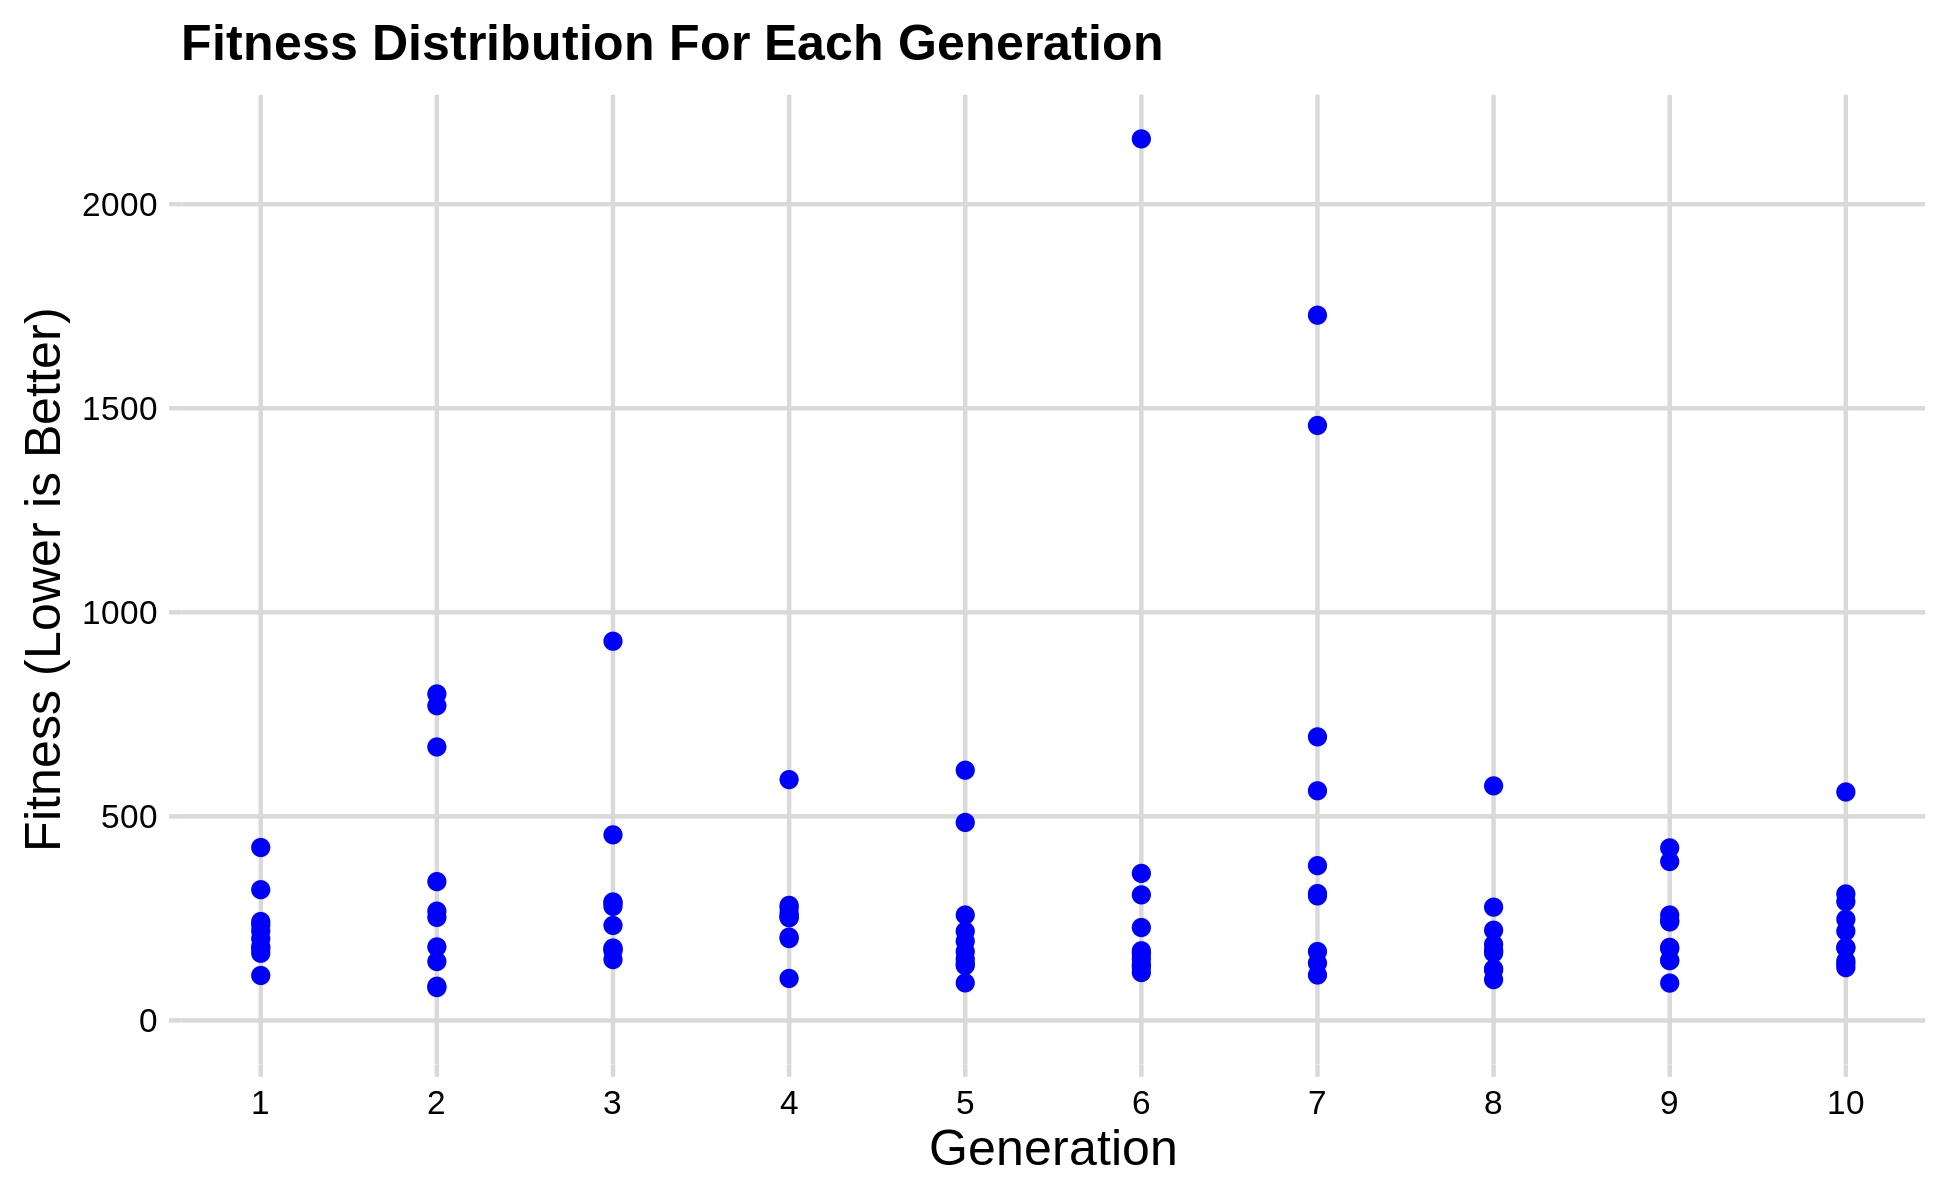 Fitness Distribution For Each Generation
Fitness (Lower is Better)
2000
1500
1000
500
0
1 2 3 4 5 6 7 8 9 10
Generation